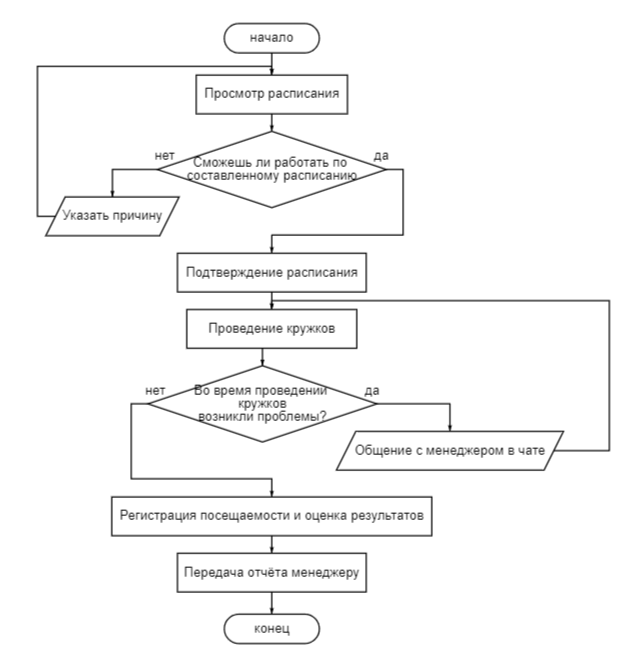 начало
Просмотр расписания
нет
да
Сможешь ли работать по
составленному расписанию
Указать причину
Подтверждение расписания
Проведение кружков
нет
да
Во время проведении
кружков
возникли проблемы?
Общение с менеджером в чате
Регистрация посещаемости и оценка результатов
Передача отчёта менеджеру
конец